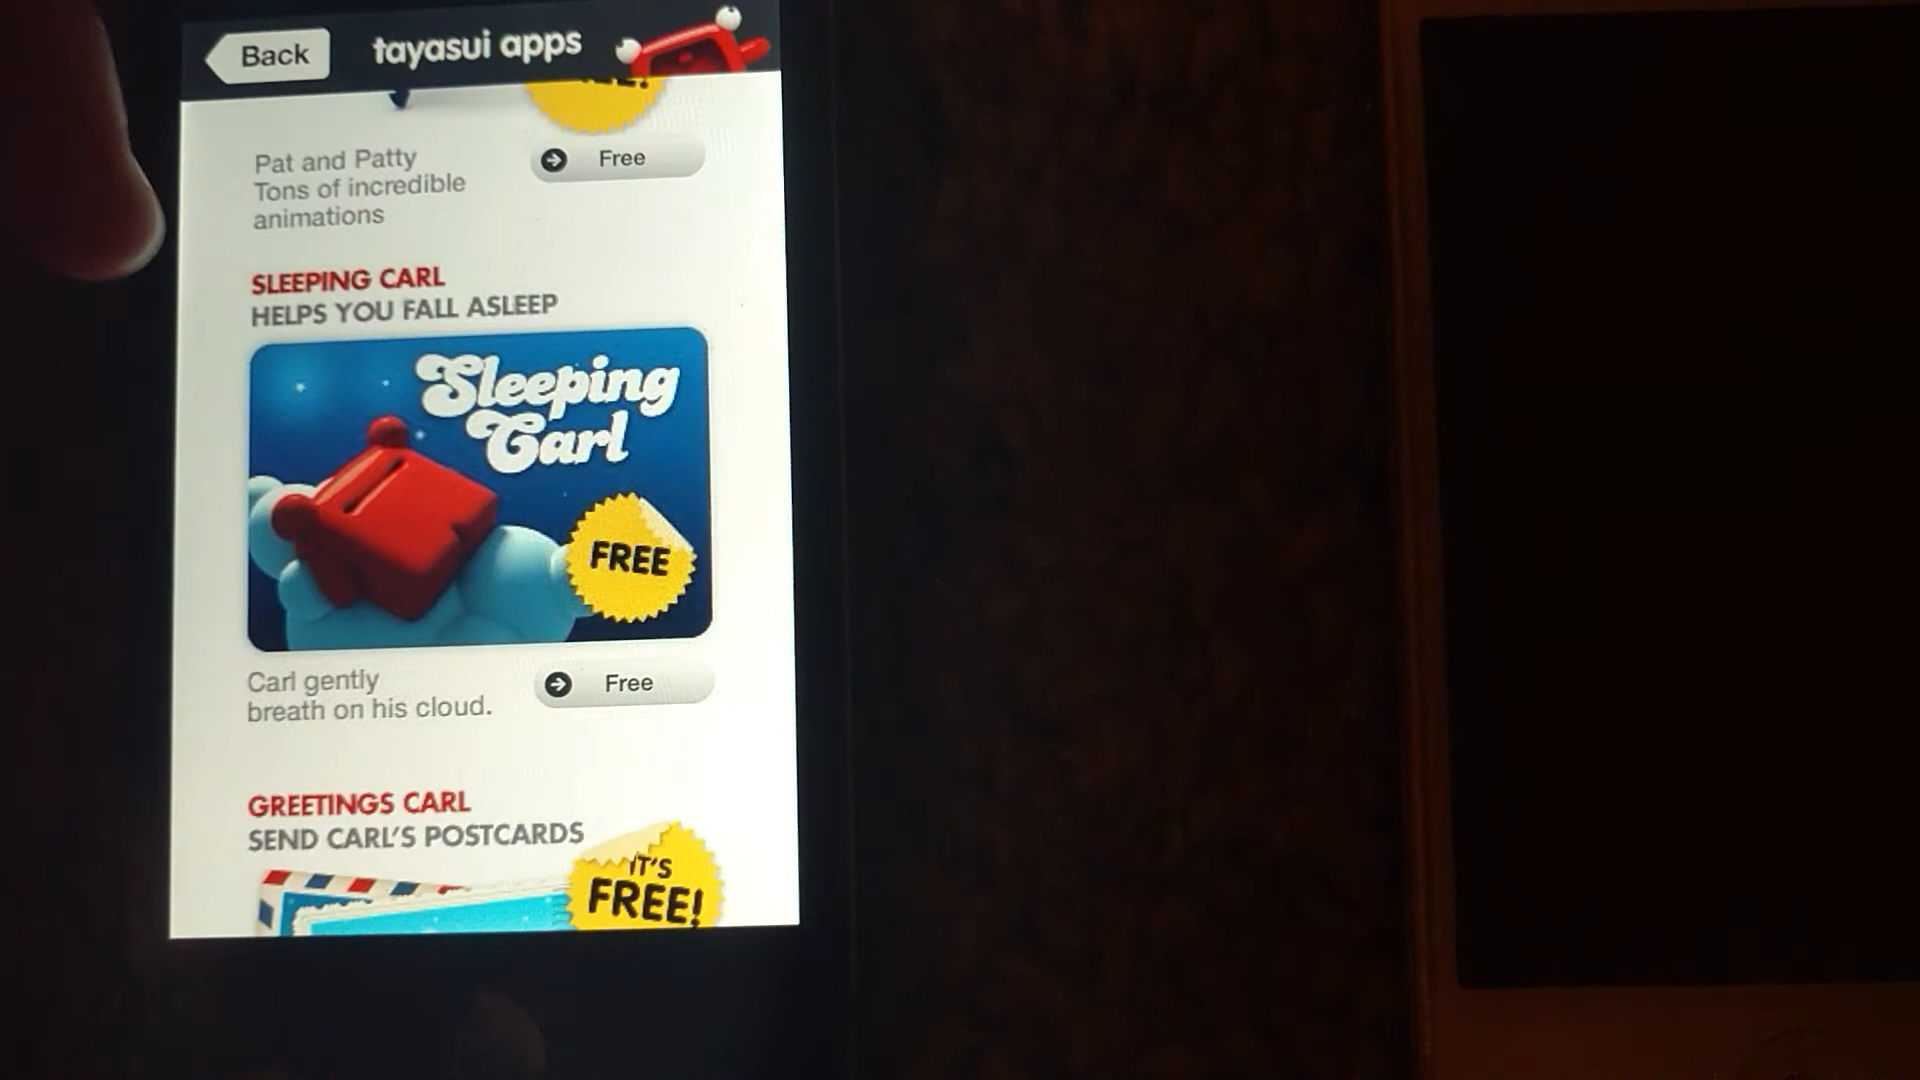 Back
tayasui apps
Pat and Patty
Tons of incredible
animations
Free
SLEEPING CARL
HELPS YOU FALL ASLEEP
Sleeping
Carl
FREE
Carl gently
breath on his cloud.
Free
GREETINGS CARL
SEND CARL'S POSTCARDS
IT'S
FREE!